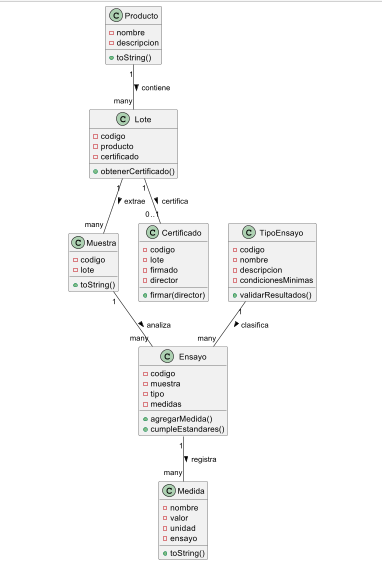 C Producto
nombre
descripcion
toString()
1
contiene
many
C Lote
codigo
producto
certificado
obtenerCertificado()
1 1
extrae certifica
many 0..1
C Muestra
codigo
lote
toString()
C Certificado
codigo
lote
firmado
director
firmar(director)
C TipoEnsayo
codigo
nombre
descripcion
condicionesMinimas
validarResultados()
1 1
analiza clasifica
many many
C Ensayo
codigo
muestra
tipo
medidas
agregarMedida()
cumpleEstandares()
1
registra
many
C Medida
nombre
valor
unidad
ensayo
toString()